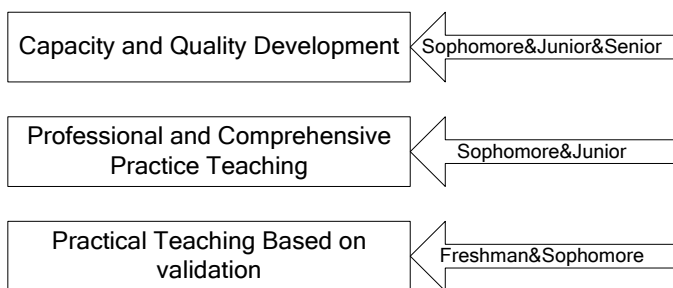 Capacity and Quality Development
Sophomore&Junior&Senior
Professional and Comprehensive
Practice Teaching
Sophomore&Junior
Practical Teaching Based on
validation
Freshman&Sophomore